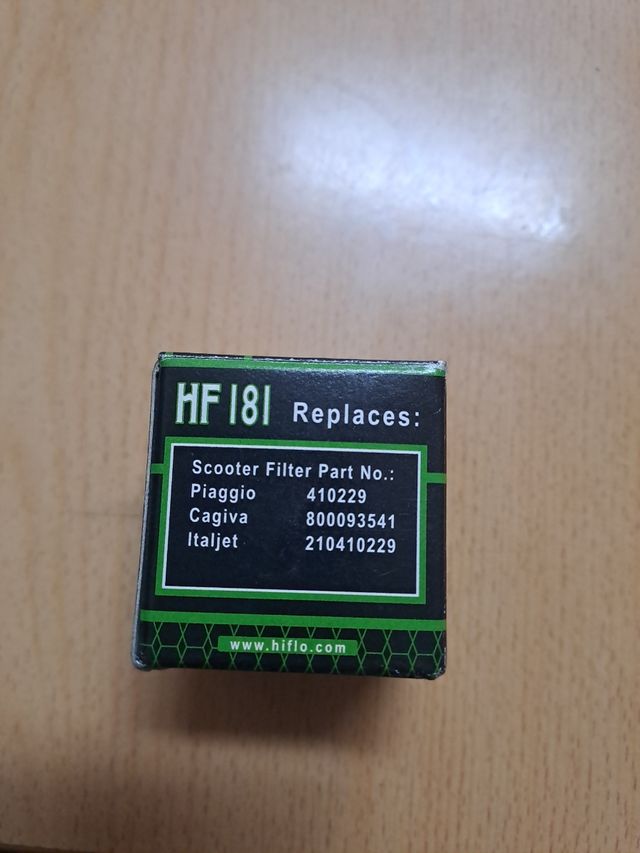 HF181 Replaces:
Scooter Filter Part No.:
Piaggio 410229
Cagiva 800093541
Italjet 210410229
www.hiflo.com